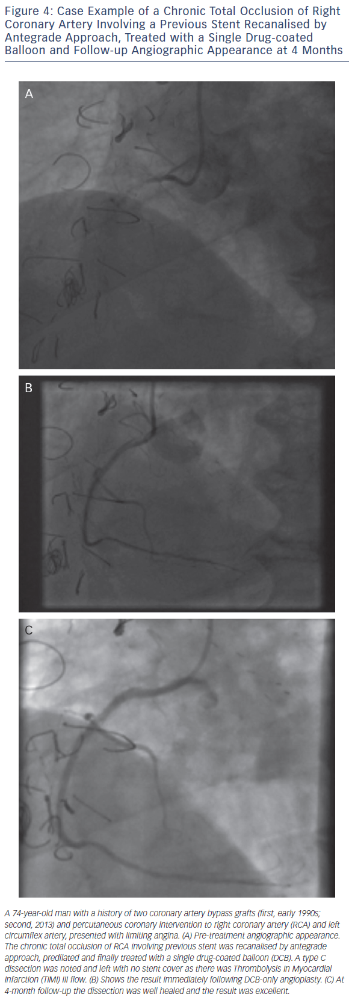 Figure 4: Case Example of a Chronic Total Occlusion of Right
Coronary Artery Involving a Previous Stent Recanalised by
Antegrade Approach, Treated with a Single Drug-coated
Balloon and Follow-up Angiographic Appearance at 4 Months
A
B
C
A 74-year-old man with a history of two coronary artery bypass grafts (first, early 1990s;
second, 2013) and percutaneous coronary intervention to right coronary artery (RCA) and left
circumflex artery, presented with limiting angina. (A) Pre-treatment angiographic appearance.
The chronic total occlusion of RCA involving previous stent was recanalised by antegrade
approach, predilated and finally treated with a single drug-coated balloon (DCB). A type C
dissection was noted and left with no stent cover as there was Thrombolysis In Myocardial
Infarction (TIMI) III flow. (B) Shows the result immediately following DCB-only angioplasty. (C) At
4-month follow-up the dissection was well healed and the result was excellent.